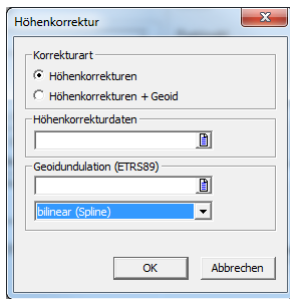 Höhenkorrektur
Korrekturart
Höhenkorrekturen
Höhenkorrekturen + Geoid
Höhenkorrekturdaten
Geoidundulation (ETRS89)
bilinear (Spline)
OK
Abbrechen